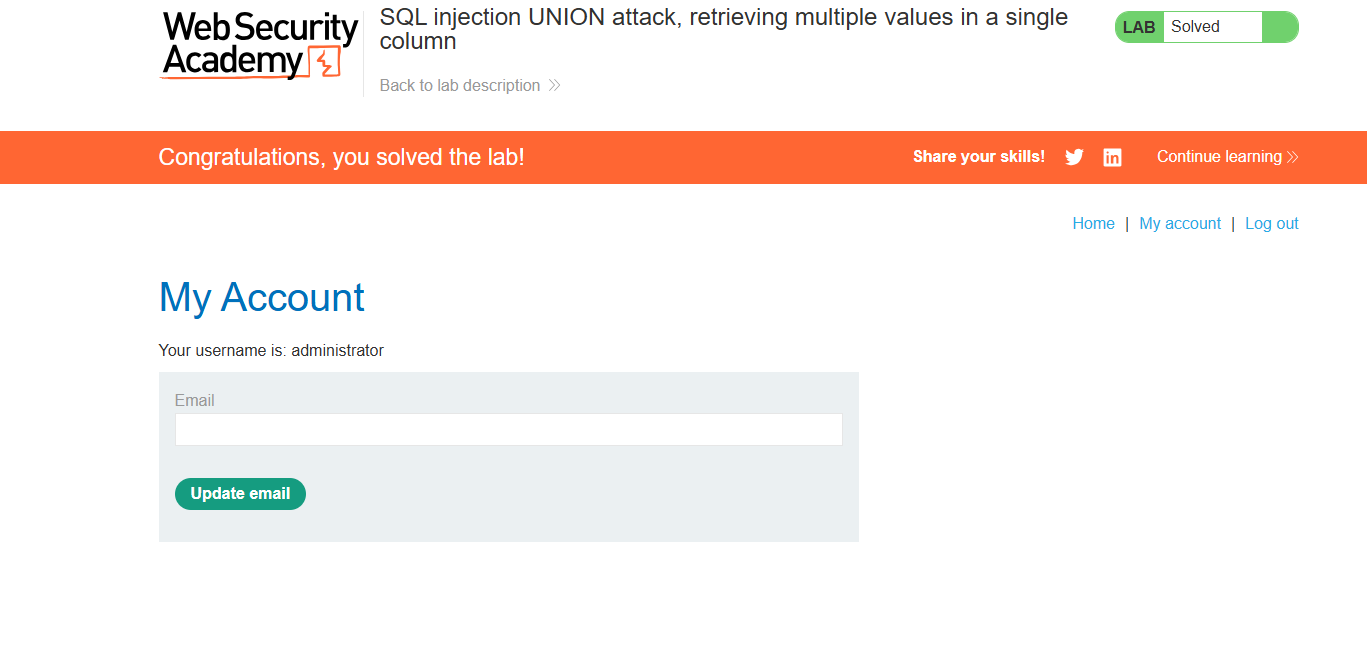 Web Security
Academy
SQL injection UNION attack, retrieving multiple values in a single
column
Back to lab description
LAB Solved
Congratulations, you solved the lab!
Share your skills! in Continue learning
Home | My account | Log out
My Account
Your username is: administrator
Email
Update email